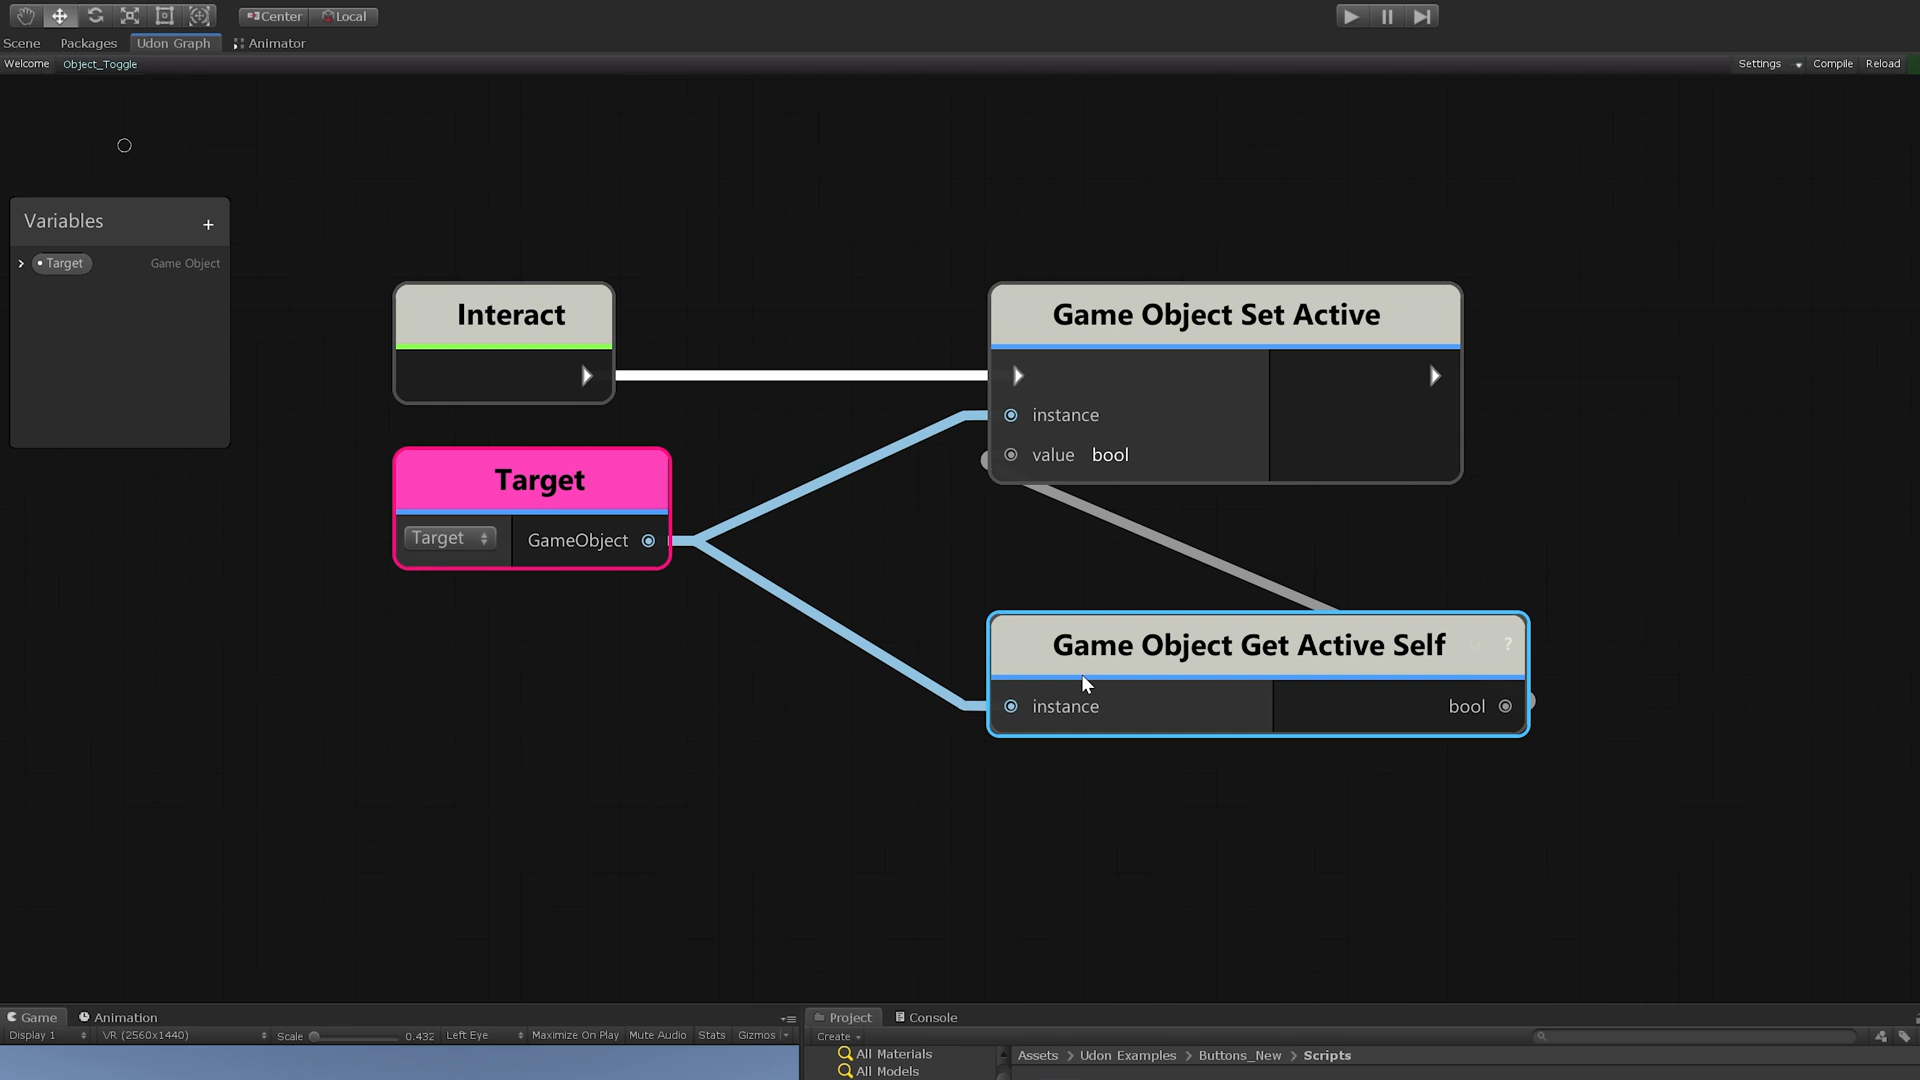 Center Local
Scene Packages Udon Graph Animator
Welcome Object_Toggle Settings Compile Reload
Variables +
Target Game Object
Interact
Game Object Set Active
instance
value bool
Target
Target GameObject
Game Object Get Active Self ?
instance bool
Game Animation
Project Console
Display 1 VR (2560x1440) Scale 0.432 Left Eye Maximize On Play Mute Audio Stats Gizmos
Create
All Materials
All Models
Assets > Udon Examples > Buttons_New > Scripts